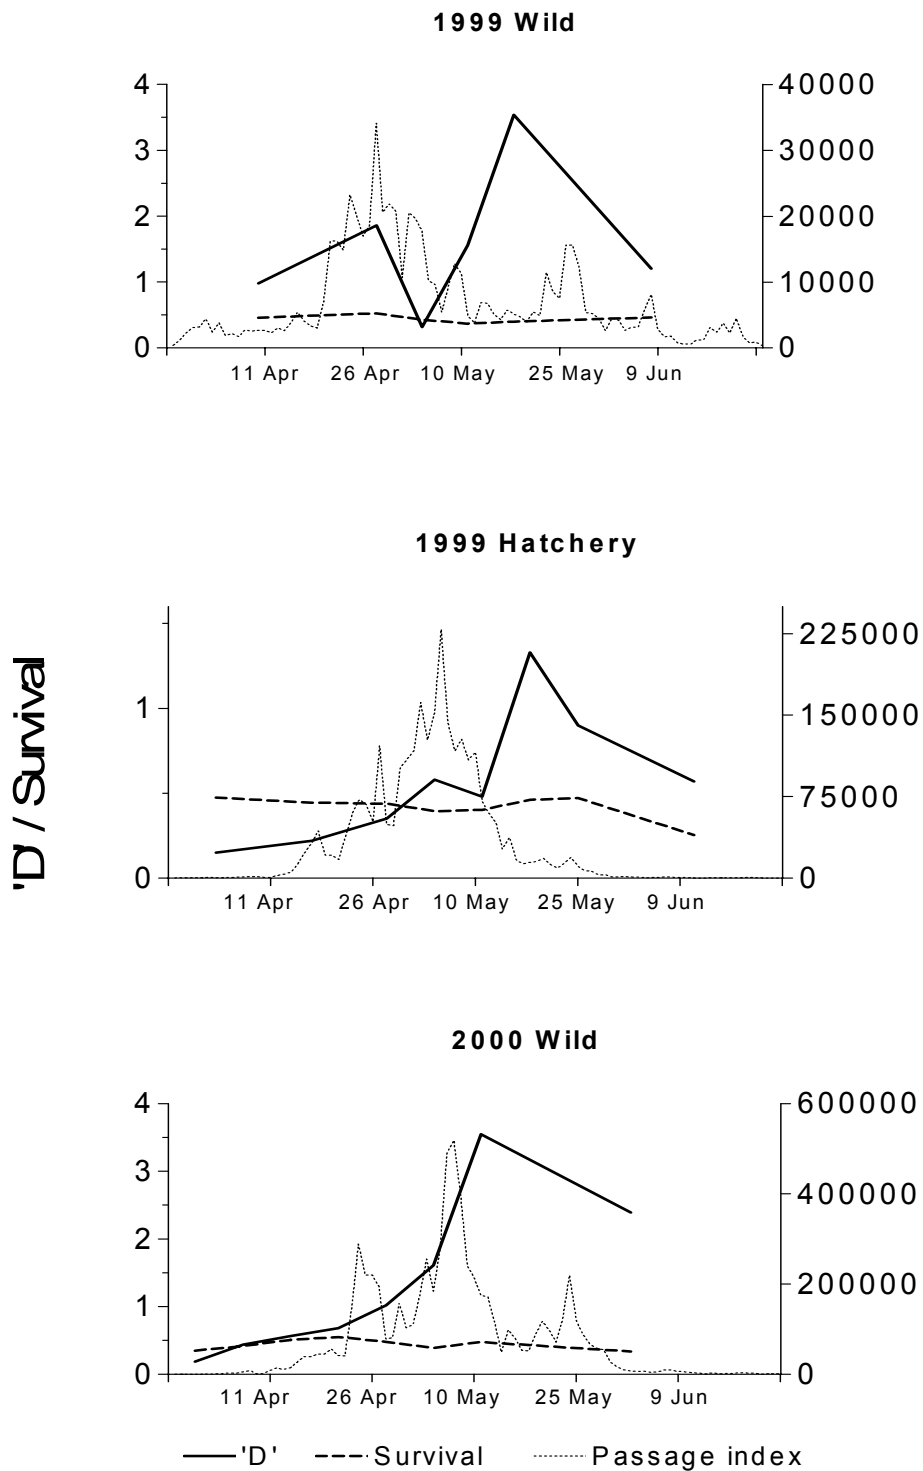 1999 Wild
4 40000
3 30000
2 20000
1 10000
0 0
11 Apr 26 Apr 10 May 25 May 9 Jun
1999 Hatchery
'D' / Survival
225000
1 150000
75000
0 0
11 Apr 26 Apr 10 May 25 May 9 Jun
2000 Wild
4 600000
3 400000
2
1 200000
0 0
11 Apr 26 Apr 10 May 25 May 9 Jun
'D' Survival Passage index